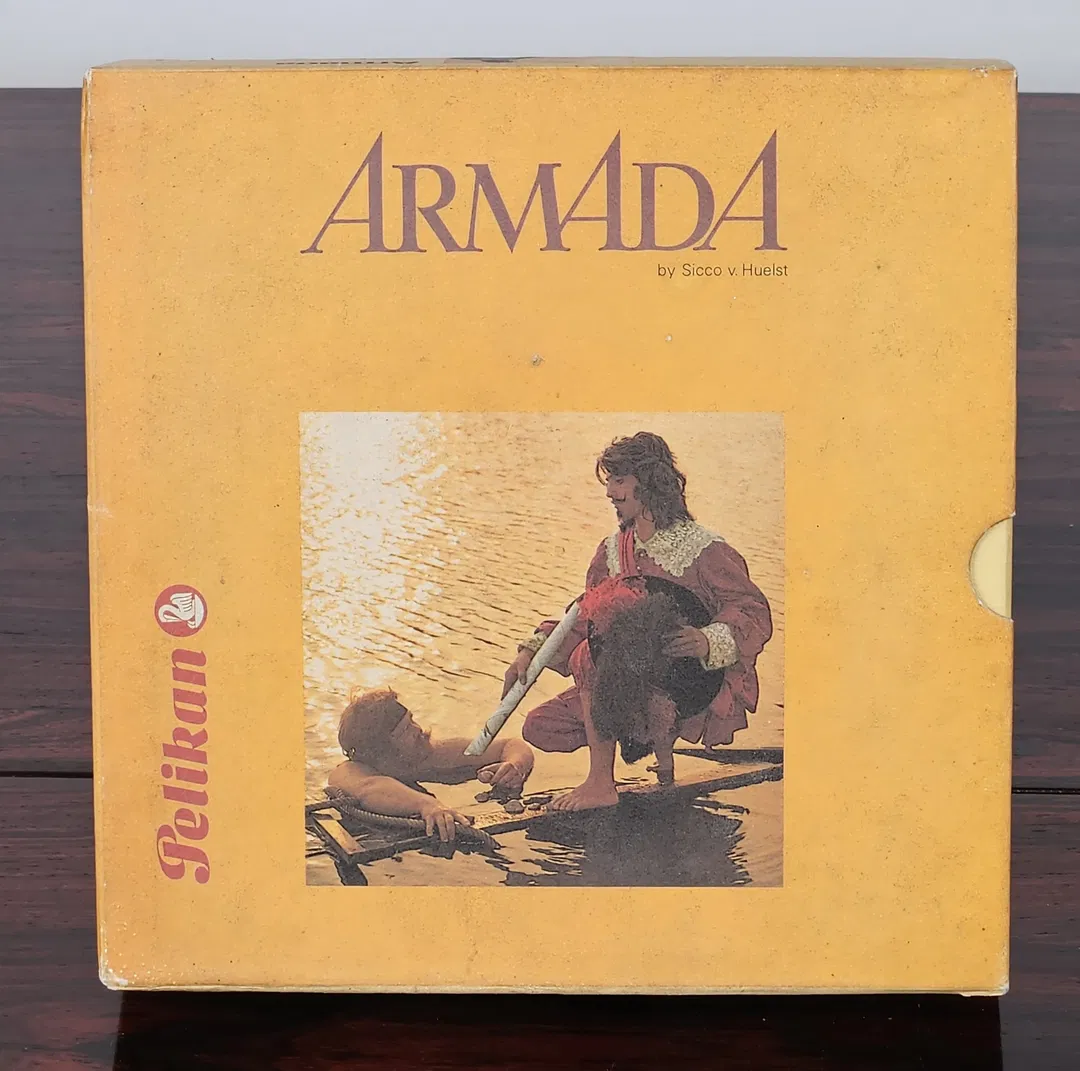 ARMADA
by Sicco v. Huelst
Pelikan